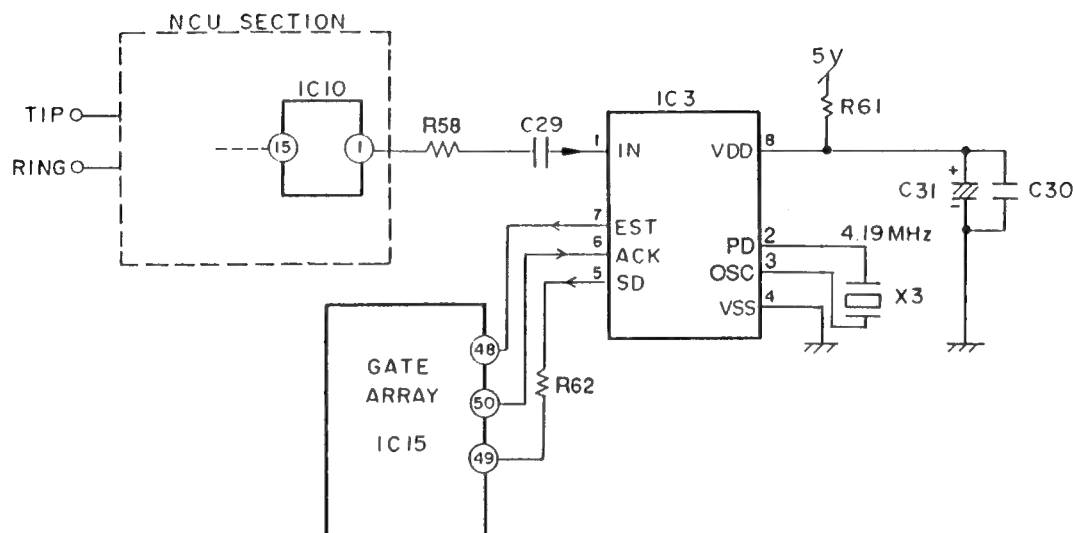 NCU SECTION
5V
IC10
IC3
R61
TIP
R58
C29
15
1
1
IN
VDD
8
RING
C31
+
-
C30
7
EST
6
ACK
5
SD
PD
2
4.19MHz
OSC
3
X3
VSS
4
GATE
ARRAY
IC15
48
50
49
R62